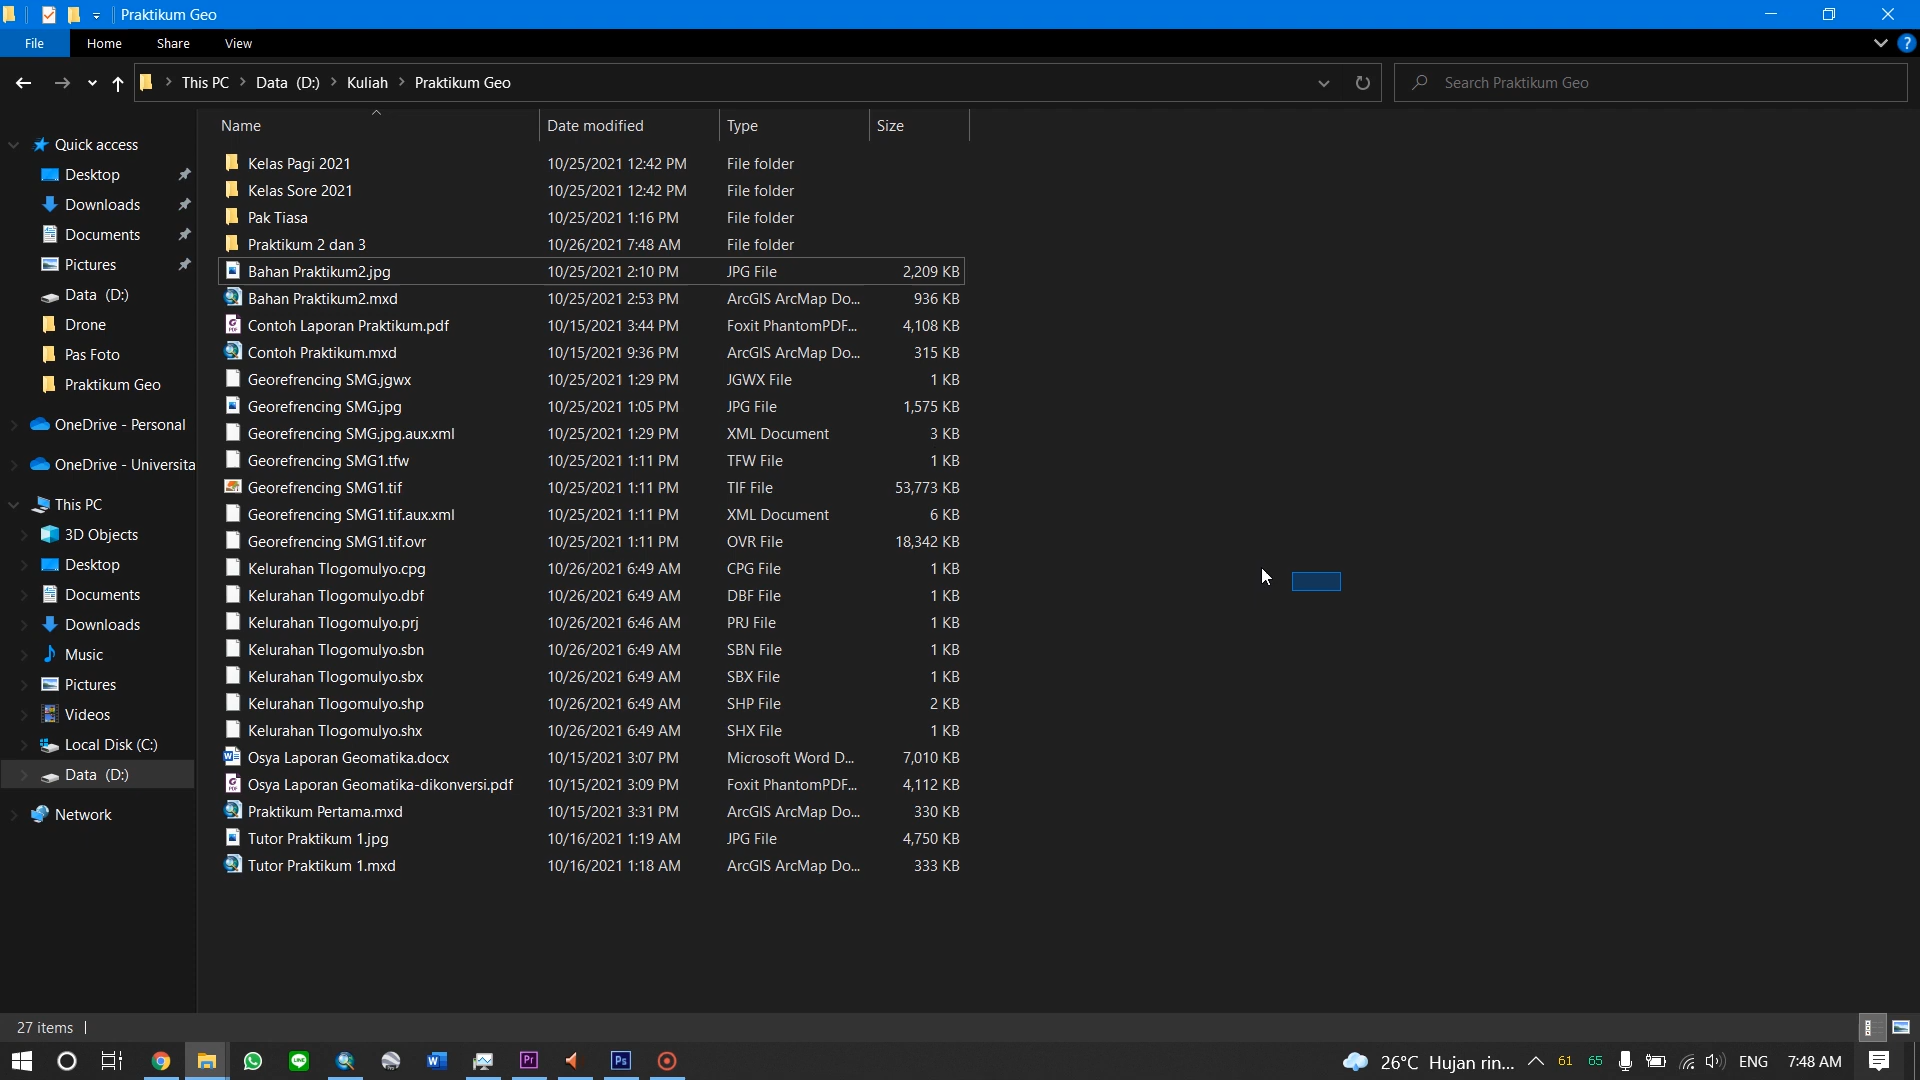 Praktikum Geo
File Home Share View
This PC > Data (D:) > Kuliah > Praktikum Geo
Search Praktikum Geo
Name Date modified Type Size
Quick access
Desktop
Downloads
Documents
Pictures
Data (D:)
Drone
Pas Foto
Praktikum Geo
OneDrive - Personal
OneDrive - Universita
This PC
3D Objects
Desktop
Documents
Downloads
Music
Pictures
Videos
Local Disk (C:)
Data (D:)
Network
Kelas Pagi 2021 10/25/2021 12:42 PM File folder
Kelas Sore 2021 10/25/2021 12:42 PM File folder
Pak Tiasa 10/25/2021 1:16 PM File folder
Praktikum 2 dan 3 10/26/2021 7:48 AM File folder
Bahan Praktikum2.jpg 10/25/2021 2:10 PM JPG File 2,209 KB
Bahan Praktikum2.mxd 10/25/2021 2:53 PM ArcGIS ArcMap Do... 936 KB
Contoh Laporan Praktikum.pdf 10/15/2021 3:44 PM Foxit PhantomPDF... 4,108 KB
Contoh Praktikum.mxd 10/15/2021 9:36 PM ArcGIS ArcMap Do... 315 KB
Georefrencing SMG.jgwx 10/25/2021 1:29 PM JGWX File 1 KB
Georefrencing SMG.jpg 10/25/2021 1:05 PM JPG File 1,575 KB
Georefrencing SMG.jpg.aux.xml 10/25/2021 1:29 PM XML Document 3 KB
Georefrencing SMG1.tfw 10/25/2021 1:11 PM TFW File 1 KB
Georefrencing SMG1.tif 10/25/2021 1:11 PM TIF File 53,773 KB
Georefrencing SMG1.tif.aux.xml 10/25/2021 1:11 PM XML Document 6 KB
Georefrencing SMG1.tif.ovr 10/25/2021 1:11 PM OVR File 18,342 KB
Kelurahan Tlogomulyo.cpg 10/26/2021 6:49 AM CPG File 1 KB
Kelurahan Tlogomulyo.dbf 10/26/2021 6:49 AM DBF File 1 KB
Kelurahan Tlogomulyo.prj 10/26/2021 6:46 AM PRJ File 1 KB
Kelurahan Tlogomulyo.sbn 10/26/2021 6:49 AM SBN File 1 KB
Kelurahan Tlogomulyo.sbx 10/26/2021 6:49 AM SBX File 1 KB
Kelurahan Tlogomulyo.shp 10/26/2021 6:49 AM SHP File 2 KB
Kelurahan Tlogomulyo.shx 10/26/2021 6:49 AM SHX File 1 KB
Osya Laporan Geomatika.docx 10/15/2021 3:07 PM Microsoft Word D... 7,010 KB
Osya Laporan Geomatika-dikonversi.pdf 10/15/2021 3:09 PM Foxit PhantomPDF... 4,112 KB
Praktikum Pertama.mxd 10/15/2021 3:31 PM ArcGIS ArcMap Do... 330 KB
Tutor Praktikum 1.jpg 10/16/2021 1:19 AM JPG File 4,750 KB
Tutor Praktikum 1.mxd 10/16/2021 1:18 AM ArcGIS ArcMap Do... 333 KB
27 items
26°C Hujan rin... 61 65 ENG 7:48 AM